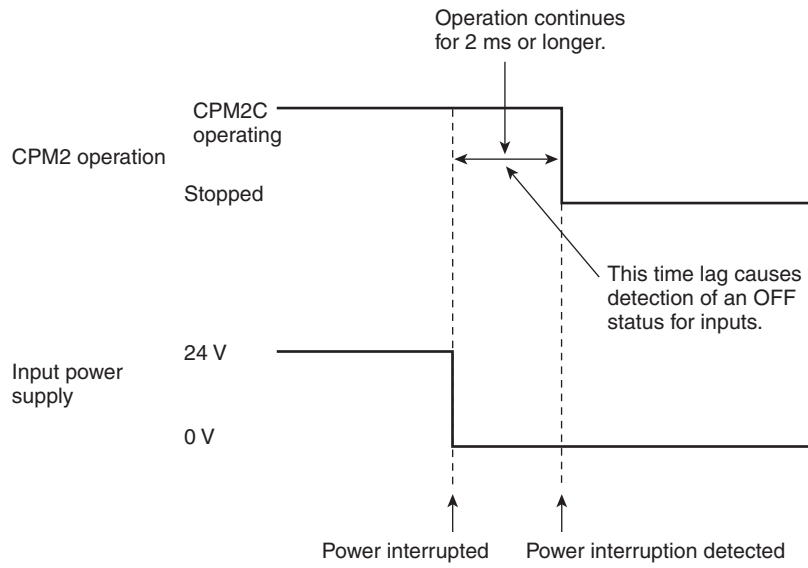 Operation continues
for 2 ms or longer.
CPM2C
operating
CPM2 operation
Stopped
This time lag causes
detection of an OFF
status for inputs.
24 V
Input power
supply
0 V
Power interrupted
Power interruption detected